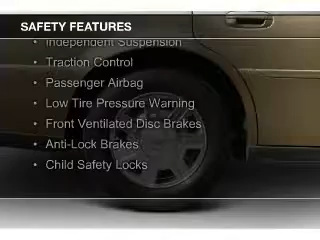 SAFETY FEATURES
• Independent Suspension
• Traction Control
• Passenger Airbag
• Low Tire Pressure Warning
• Front Ventilated Disc Brakes
• Anti-Lock Brakes
• Child Safety Locks